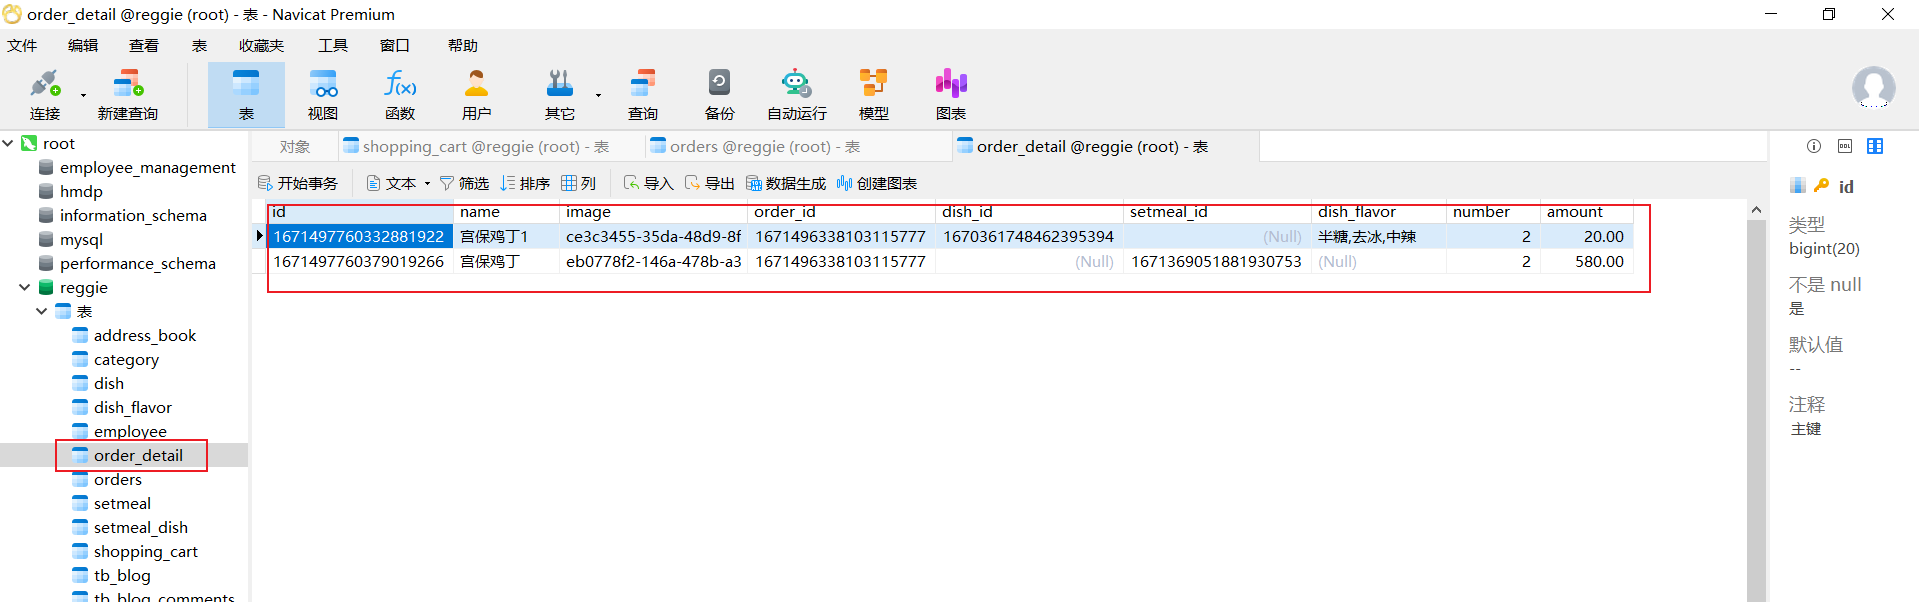 order_detail @reggie (root) - 表 - Navicat Premium
文件 编辑 查看 表 收藏夹 工具 窗口 帮助
连接 新建查询 表 视图 函数 用户 其它 查询 备份 自动运行 模型 图表
root
employee_management
hmdp
information_schema
mysql
performance_schema
reggie
表
address_book
category
dish
dish_flavor
employee
order_detail
orders
setmeal
setmeal_dish
shopping_cart
tb_blog
tb_blog_comments
对象 shopping_cart @reggie (root) - 表 orders @reggie (root) - 表 order_detail @reggie (root) - 表
开始事务 文本 筛选 排序 列 导入 导出 数据生成 创建图表
id name image order_id dish_id setmeal_id dish_flavor number amount
1671497760332881922 宫保鸡丁1 ce3c3455-35da-48d9-8f 1671496338103115777 1670361748462395394 (Null) 半糖,去冰,中辣 2 20.00
1671497760379019266 宫保鸡丁 eb0778f2-146a-478b-a3 1671496338103115777 (Null) 1671369051881930753 (Null) 2 580.00
id
类型
bigint(20)
不是 null
是
默认值
--
注释
主键